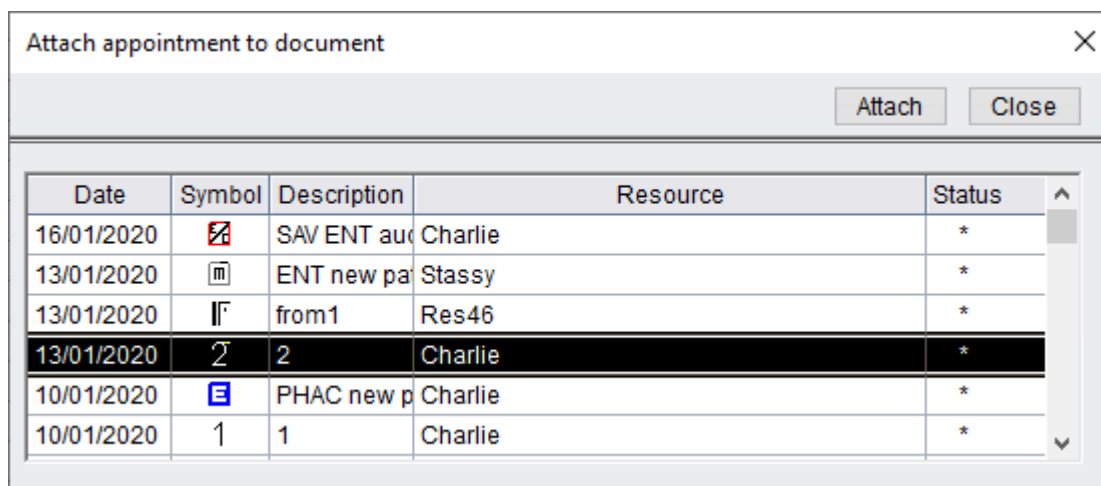 Attach appointment to document
Attach Close
Date Symbol Description Resource Status
16/01/2020 SAV ENT Charlie *
13/01/2020 m ENT new Stassy *
13/01/2020 from1 Res46 *
13/01/2020 2 2 Charlie *
10/01/2020 E PHAC new p Charlie *
10/01/2020 1 1 Charlie *